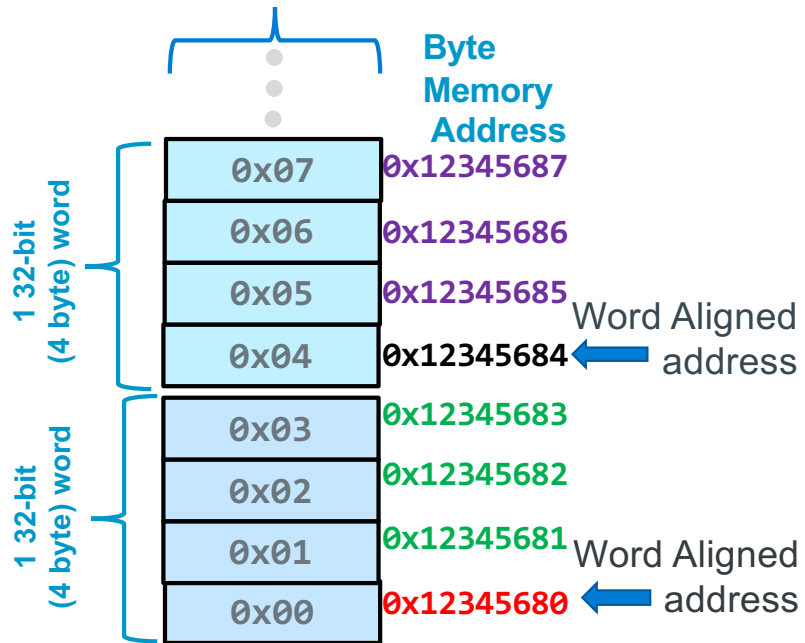 Byte
Memory
Address
0x07 0x12345687
0x06 0x12345686
0x05 0x12345685
0x04 0x12345684
1 32-bit
(4 byte) word
Word Aligned
address
0x03 0x12345683
0x02 0x12345682
0x01 0x12345681
0x00 0x12345680
1 32-bit
(4 byte) word
Word Aligned
address